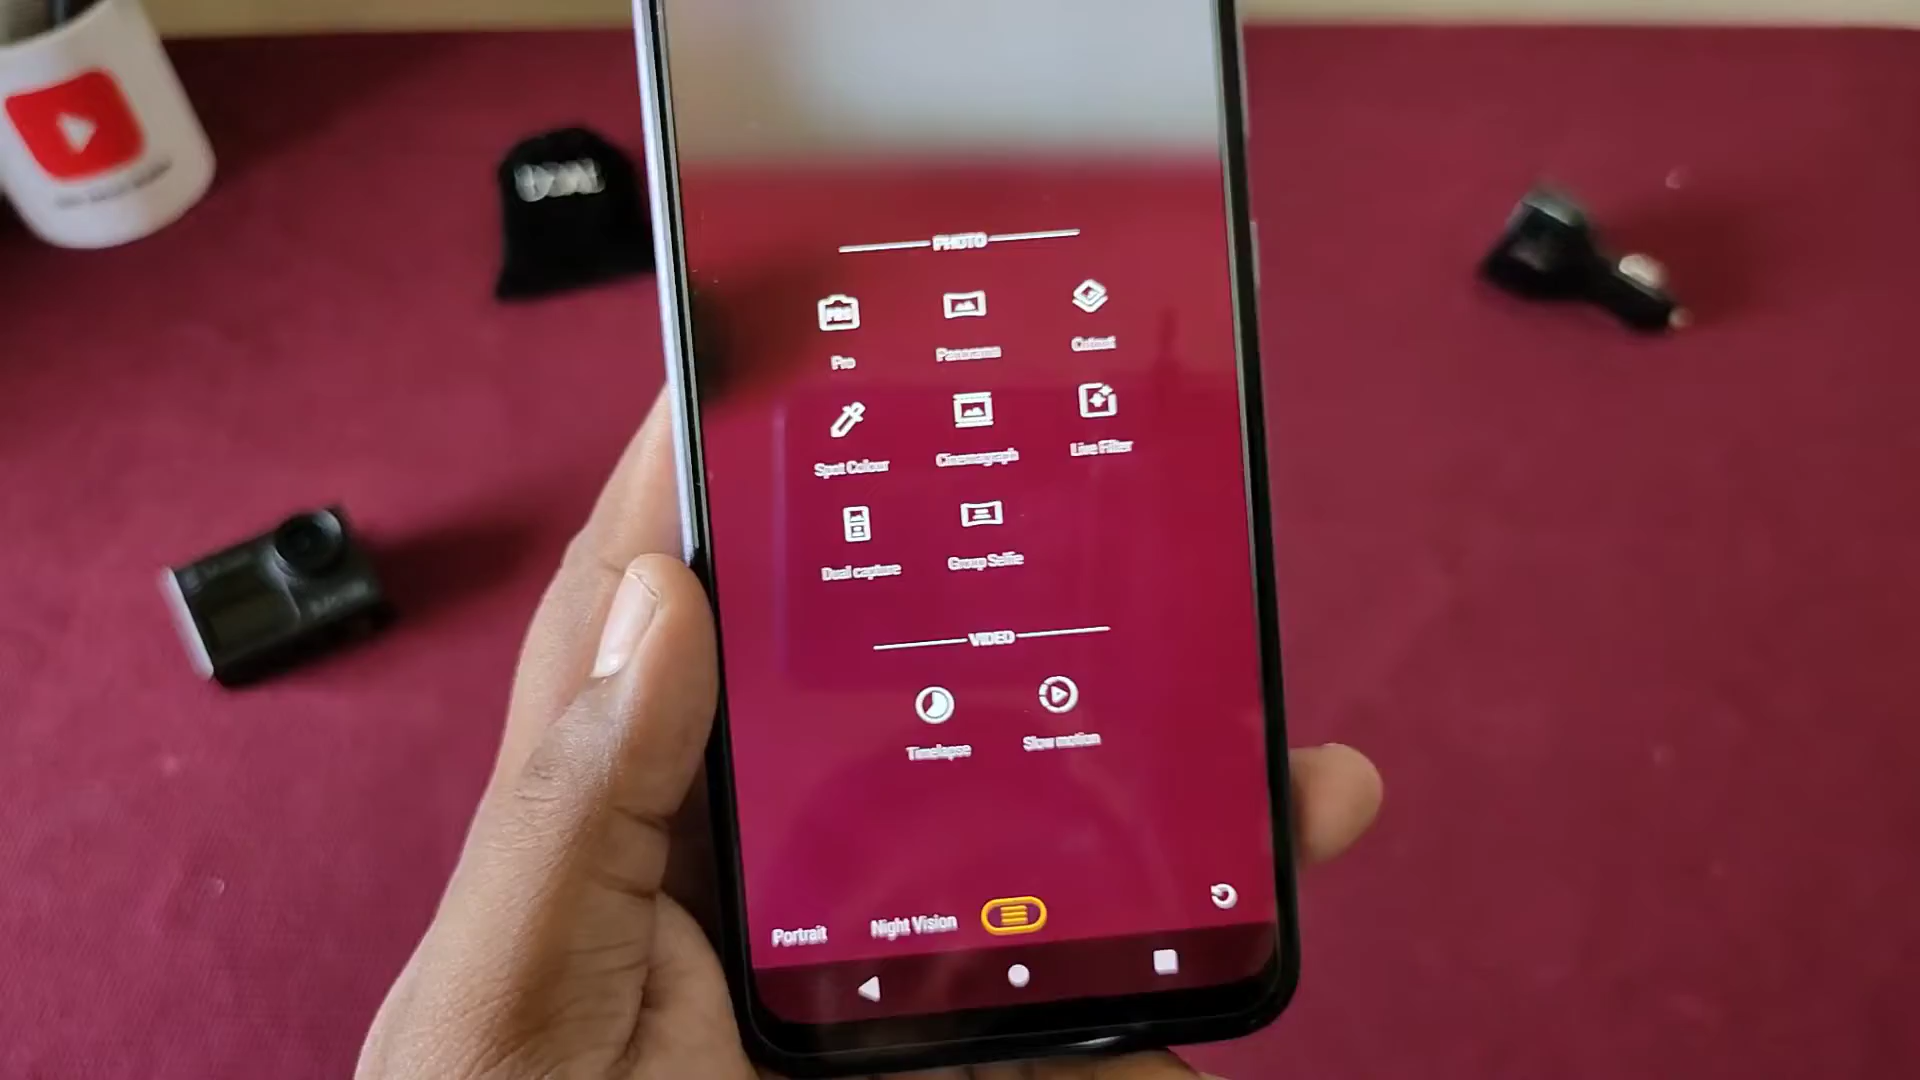 PHOTO
PRO
Pro
Panorama
Cutout
Spot Colour
Cinemagraph
Live Filter
Dual capture
Group Selfie
VIDEO
Timelapse
Slow motion
Portrait
Night Vision